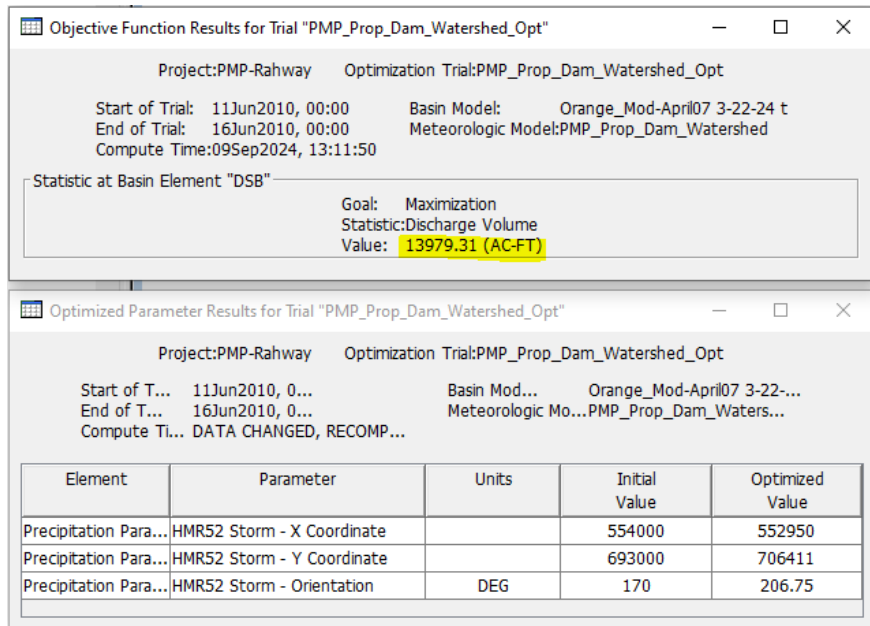 Objective Function Results for Trial "PMP_Prop_Dam_Watershed_Opt"
Project:PMP-Rahway Optimization Trial:PMP_Prop_Dam_Watershed_Opt
Start of Trial: 11Jun2010, 00:00 Basin Model: Orange_Mod-April07 3-22-24 t
End of Trial: 16Jun2010, 00:00 Meteorologic Model:PMP_Prop_Dam_Watershed
Compute Time:09Sep2024, 13:11:50
Statistic at Basin Element "DSB"
Goal: Maximization
Statistic:Discharge Volume
Value: 13979.31 (AC-FT)
Optimized Parameter Results for Trial "PMP_Prop_Dam_Watershed_Opt"
Project:PMP-Rahway Optimization Trial:PMP_Prop_Dam_Watershed_Opt
Start of T... 11Jun2010, 0... Basin Mod... Orange_Mod-April07 3-22-...
End of T... 16Jun2010, 0... Meteorologic Mo...PMP_Prop_Dam_Waters...
Compute Ti... DATA CHANGED, RECOMP...
Element Parameter Units Initial Value Optimized Value
Precipitation Para... HMR52 Storm - X Coordinate 554000 552950
Precipitation Para... HMR52 Storm - Y Coordinate 693000 706411
Precipitation Para... HMR52 Storm - Orientation DEG 170 206.75